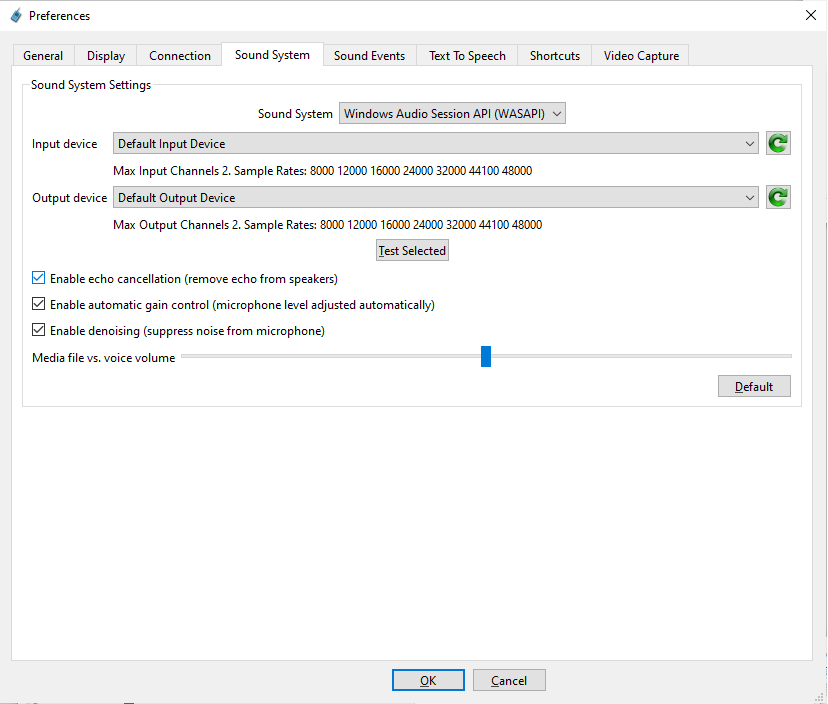 Preferences
General Display Connection Sound System Sound Events Text To Speech Shortcuts Video Capture
Sound System Settings
Sound System Windows Audio Session API (WASAPI)
Input device Default Input Device
Max Input Channels 2. Sample Rates: 8000 12000 16000 24000 32000 44100 48000
Output device Default Output Device
Max Output Channels 2. Sample Rates: 8000 12000 16000 24000 32000 44100 48000
Test Selected
Enable echo cancellation (remove echo from speakers)
Enable automatic gain control (microphone level adjusted automatically)
Enable denoising (suppress noise from microphone)
Media file vs. voice volume
Default
OK Cancel